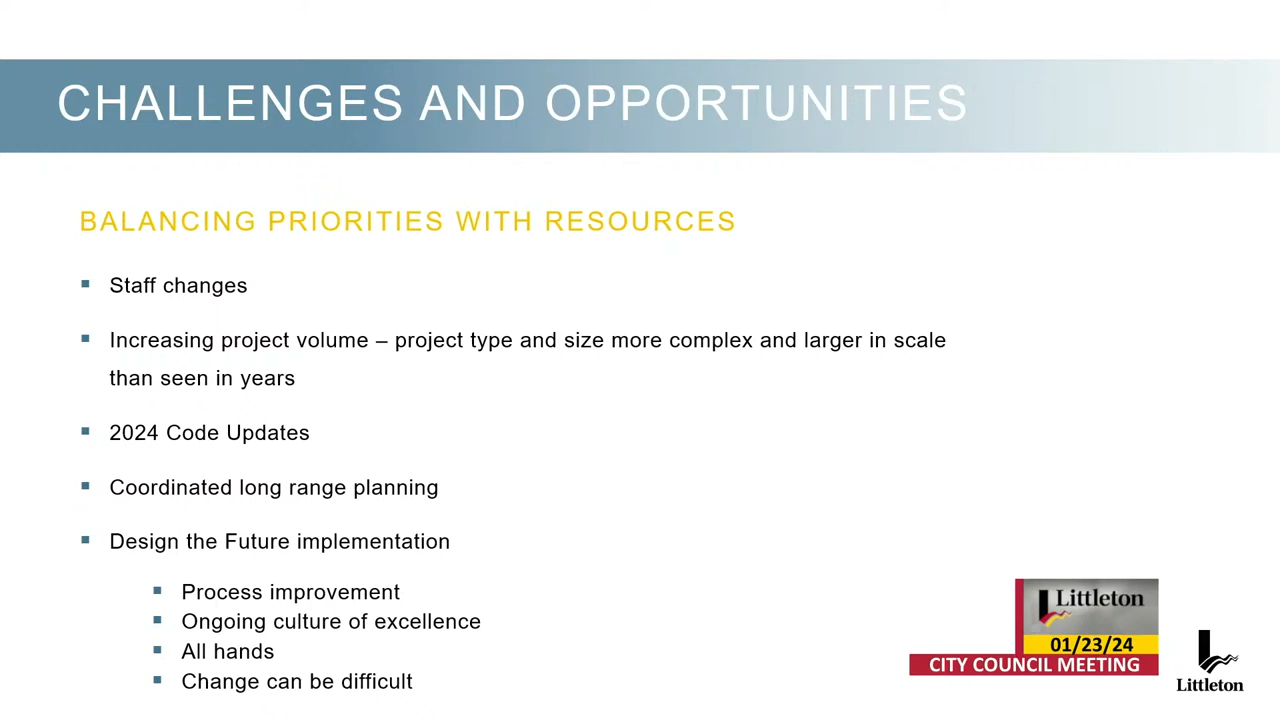 CHALLENGES AND OPPORTUNITIES
BALANCING PRIORITIES WITH RESOURCES
▪ Staff changes
▪ Increasing project volume – project type and size more complex and larger in scale
than seen in years
▪ 2024 Code Updates
▪ Coordinated long range planning
▪ Design the Future implementation
▪ Process improvement
▪ Ongoing culture of excellence
▪ All hands
▪ Change can be difficult
Littleton
01/23/24
CITY COUNCIL MEETING
Littleton